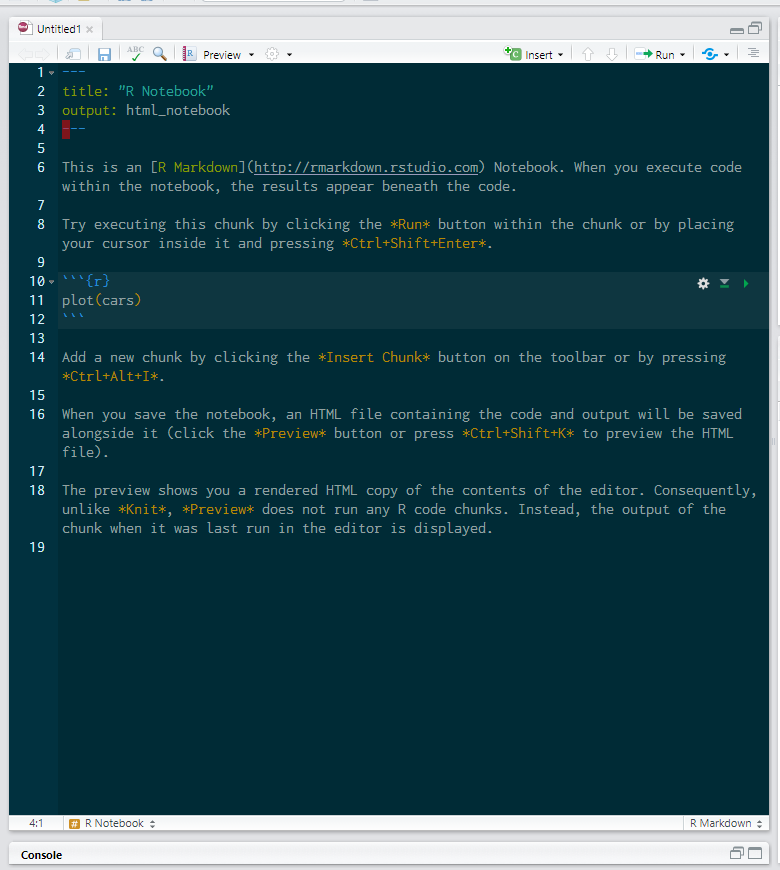 Untitled1
ABC
Preview
Insert
Run
1 ---
2 title: "R Notebook"
3 output: html_notebook
4 ---
5
6 This is an [R Markdown](http://rmarkdown.rstudio.com) Notebook. When you execute code
within the notebook, the results appear beneath the code.
7
8 Try executing this chunk by clicking the *Run* button within the chunk or by placing
your cursor inside it and pressing *Ctrl+Shift+Enter*.
9
10 ```{r}
11 plot(cars)
12 ```
13
14 Add a new chunk by clicking the *Insert Chunk* button on the toolbar or by pressing
*Ctrl+Alt+I*.
15
16 When you save the notebook, an HTML file containing the code and output will be saved
alongside it (click the *Preview* button or press *Ctrl+Shift+K* to preview the HTML
file).
17
18 The preview shows you a rendered HTML copy of the contents of the editor. Consequently,
unlike *Knit*, *Preview* does not run any R code chunks. Instead, the output of the
chunk when it was last run in the editor is displayed.
19
4:1 # R Notebook R Markdown
Console